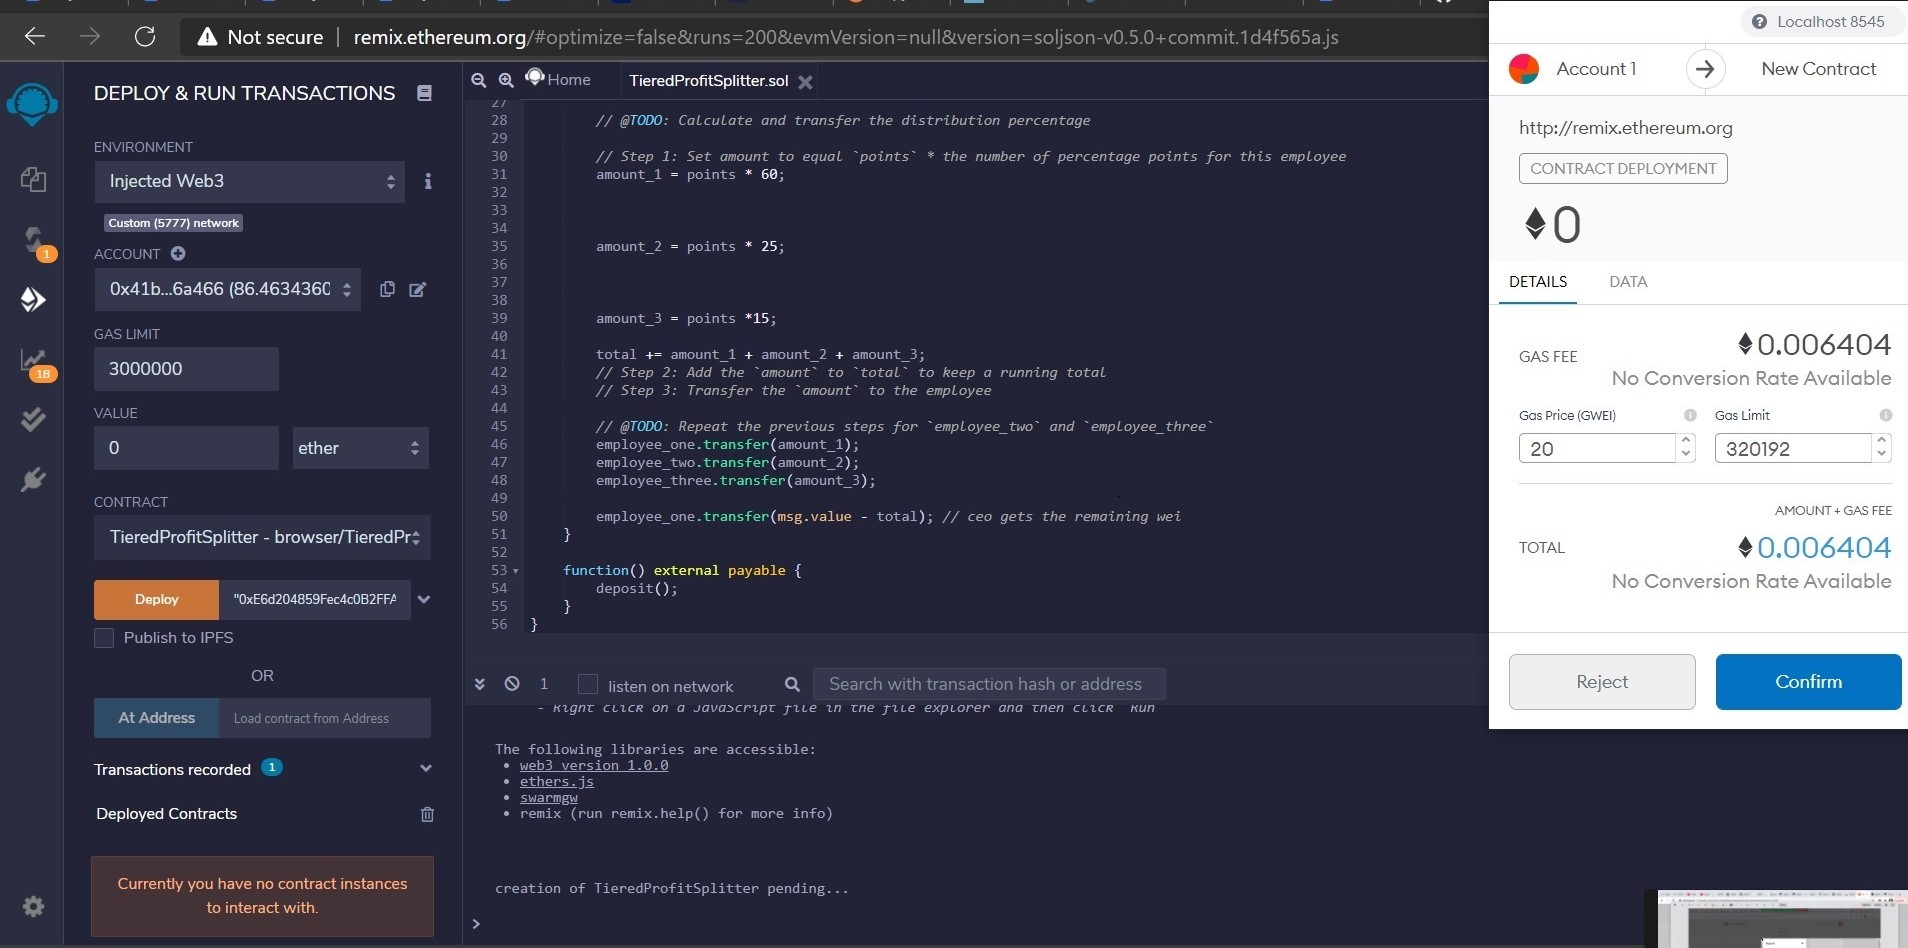 Not secure | remix.ethereum.org/#optimize=false&runs=200&evmVersion=null&version=soljson-v0.5.0+commit.1d4f565a.js
DEPLOY & RUN TRANSACTIONS
ENVIRONMENT
Injected Web3
Custom (5777) network
ACCOUNT
0x41b...6a466 (86.4634360
GAS LIMIT
3000000
VALUE
0
ether
CONTRACT
TieredProfitSplitter - browser/TieredPr
Deploy
"0xE6d204859Fec4c0B2FFA
Publish to IPFS
OR
At Address
Load contract from Address
Transactions recorded 1
Deployed Contracts
Currently you have no contract instances
to interact with.
1
18
Home
TieredProfitSplitter.sol
27
28 // @TODO: Calculate and transfer the distribution percentage
29
30 // Step 1: Set amount to equal `points` * the number of percentage points for this employee
31 amount_1 = points * 60;
32
33
34
35 amount_2 = points * 25;
36
37
38
39 amount_3 = points *15;
40
41 total += amount_1 + amount_2 + amount_3;
42 // Step 2: Add the `amount` to `total` to keep a running total
43 // Step 3: Transfer the `amount` to the employee
44
45 // @TODO: Repeat the previous steps for `employee_two` and `employee_three`
46 employee_one.transfer(amount_1);
47 employee_two.transfer(amount_2);
48 employee_three.transfer(amount_3);
49
50 employee_one.transfer(msg.value - total); // ceo gets the remaining wei
51 }
52
53 function() external payable {
54 deposit();
55 }
56 }
1
listen on network
Search with transaction hash or address
- Right click on a JavaScript file in the file explorer and then click `Run`
The following libraries are accessible:
• web3 version 1.0.0
• ethers.js
• swarmgw
• remix (run remix.help() for more info)
creation of TieredProfitSplitter pending...
>
Localhost 8545
Account 1
New Contract
http://remix.ethereum.org
CONTRACT DEPLOYMENT
0
DETAILS
DATA
GAS FEE
0.006404
No Conversion Rate Available
Gas Price (GWEI)
Gas Limit
20
320192
AMOUNT + GAS FEE
TOTAL
0.006404
No Conversion Rate Available
Reject
Confirm